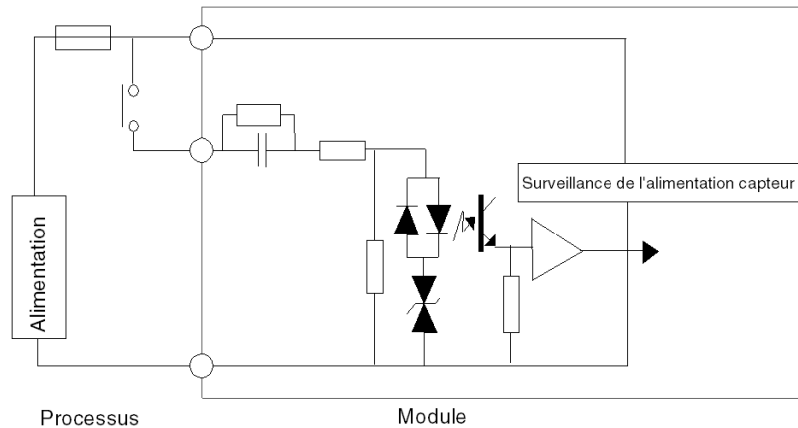 Surveillance de l'alimentation capteur
Alimentation
Processus
Module